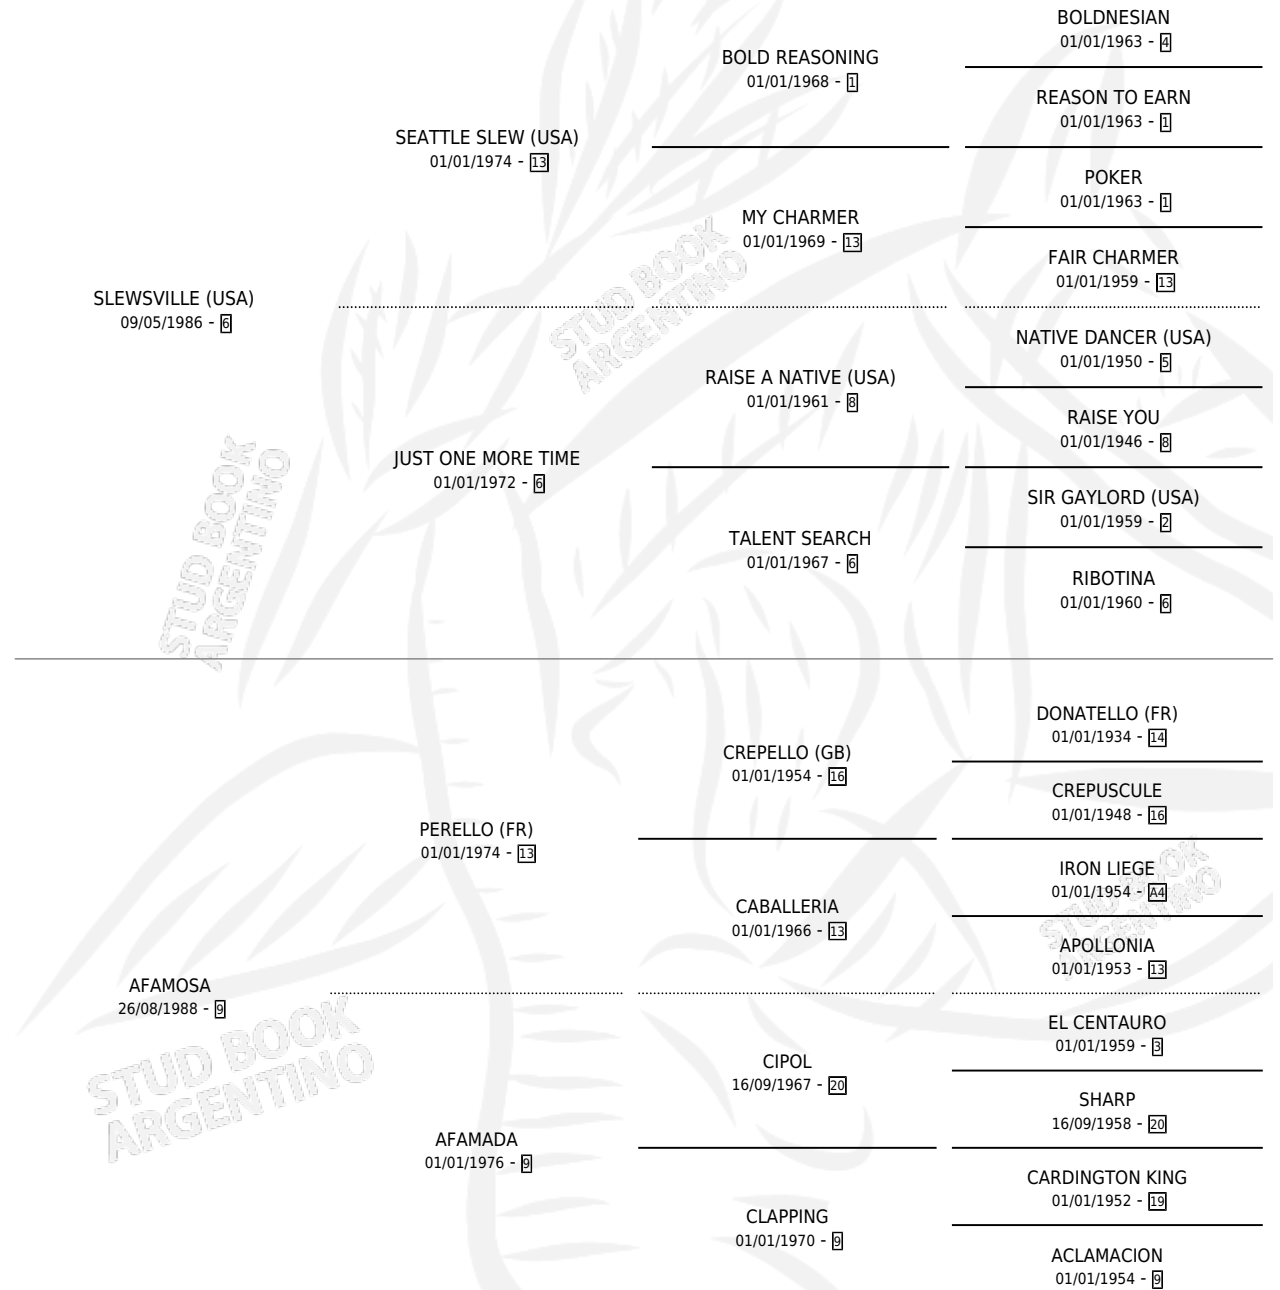 BOLDNESIAN
01/01/1963 - 4
BOLD REASONING
01/01/1968 - 1
REASON TO EARN
01/01/1963 - 1
SEATTLE SLEW (USA)
01/01/1974 - 13
POKER
01/01/1963 - 1
MY CHARMER
01/01/1969 - 13
FAIR CHARMER
01/01/1959 - 13
SLEWSVILLE (USA)
09/05/1986 - 6
NATIVE DANCER (USA)
01/01/1950 - 5
RAISE A NATIVE (USA)
01/01/1961 - 8
RAISE YOU
01/01/1946 - 8
JUST ONE MORE TIME
01/01/1972 - 6
SIR GAYLORD (USA)
01/01/1959 - 2
TALENT SEARCH
01/01/1967 - 6
RIBOTINA
01/01/1960 - 6
DONATELLO (FR)
01/01/1934 - 14
CREPELLO (GB)
01/01/1954 - 16
CREPUSCULE
01/01/1948 - 16
PERELLO (FR)
01/01/1974 - 13
IRON LIEGE
01/01/1954 - A4
CABALLERIA
01/01/1966 - 13
APOLLONIA
01/01/1953 - 13
AFAMOSA
26/08/1988 - 9
EL CENTAURO
01/01/1959 - 3
CIPOL
16/09/1967 - 20
SHARP
16/09/1958 - 20
AFAMADA
01/01/1976 - 9
CARDINGTON KING
01/01/1952 - 19
CLAPPING
01/01/1970 - 9
ACLAMACION
01/01/1954 - 9
STUD BOOK
ARGENTINO
STUD BOOK
ARGENTINO
STUD BOOK
ARGENTINO
STUD BOOK
ARGENTINO